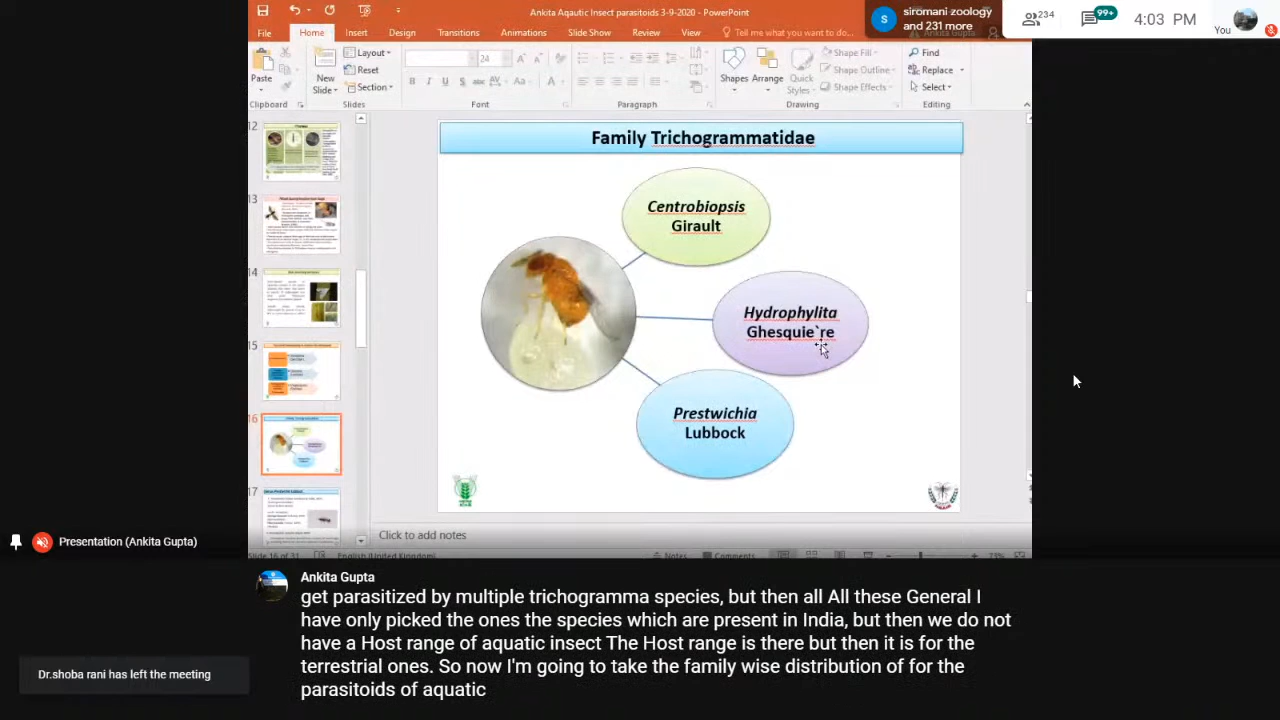 Ankita Aqautic Insect parasitoids 3-9-2020 - PowerPoint
siromani zoology
and 231 more
234
99+
4:03 PM
You
File
Home
Insert
Design
Transitions
Animations
Slide Show
Review
View
Tell me what you want to do...
Ankita Gupta
Paste
New
Slide
Layout
Reset
Section
24
B I U S abc AV Aa A
Shapes
Arrange
Quick
Styles
Shape Fill
Shape Outline
Shape Effects
Find
Replace
Select
Clipboard
Slides
Font
Paragraph
Drawing
Editing
12
13
14
15
16
17
Family Trichogrammatidae
Centrobiopsis
Girault
Hydrophylita
Ghesquie`re
Prestwichia
Lubbock
Click to add notes
Slide 16 of 31
English (United Kingdom)
Notes
Comments
73%
Presentation (Ankita Gupta)
Ankita Gupta
get parasitized by multiple trichogramma species, but then all All these General I
have only picked the ones the species which are present in India, but then we do not
have a Host range of aquatic insect The Host range is there but then it is for the
terrestrial ones. So now I'm going to take the family wise distribution of for the
parasitoids of aquatic
Dr.shoba rani has left the meeting